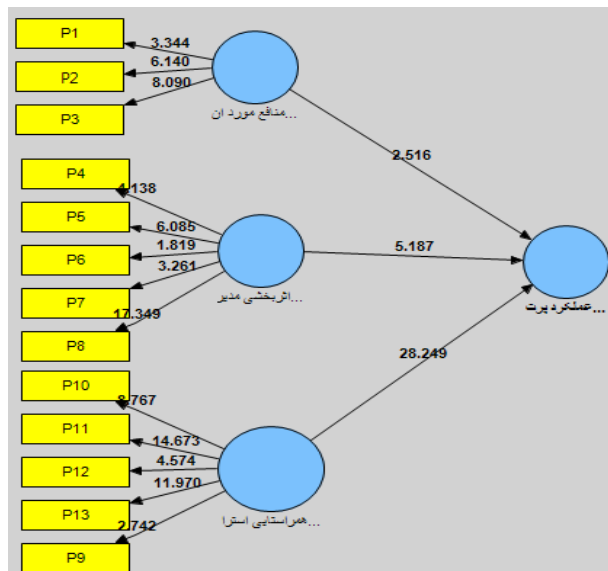 P1
3.344
P2
6.140
P3
8.090
منافع مورد ان...
2.516
P4
4.138
P5
6.085
P6
1.819
P7
3.261
P8
17.349
اثربخشی مدیر...
5.187
عملکرد پرت...
P10
8.767
P11
14.673
P12
4.574
P13
11.970
P9
2.742
همراستایی استرا...
28.249